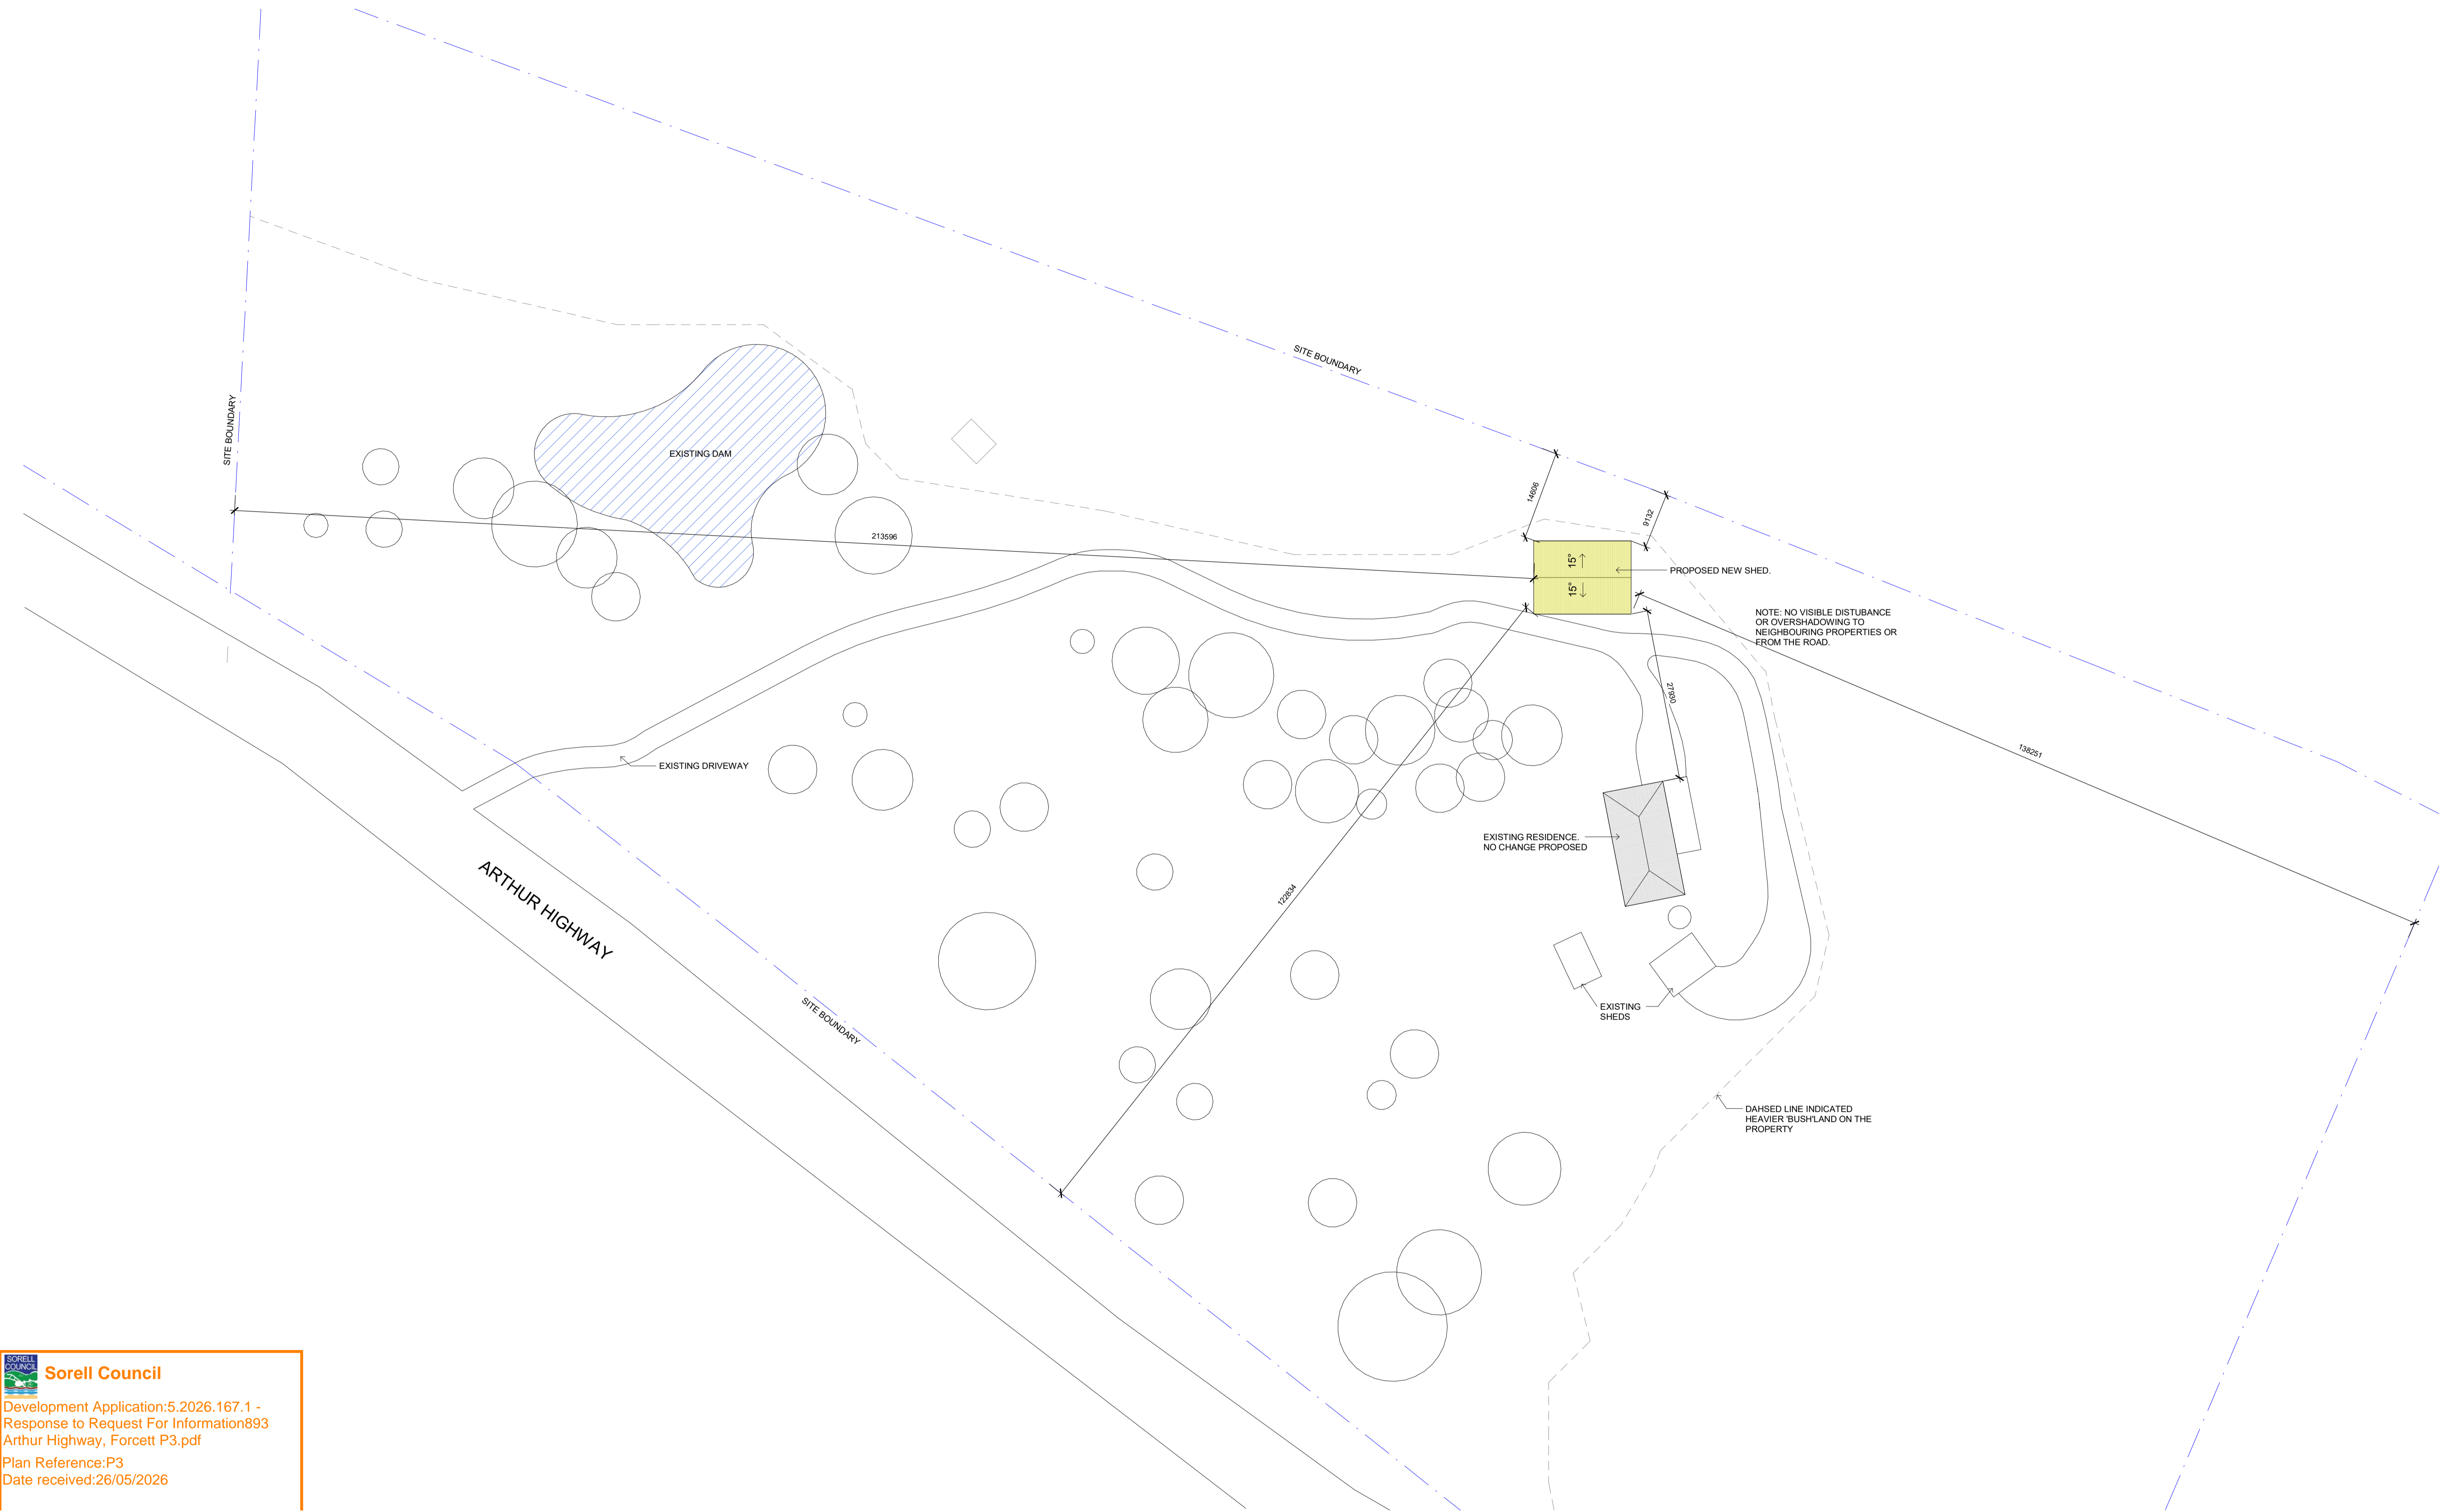 SITE BOUNDARY
SITE BOUNDARY
EXISTING DAM
14606
9132
213596
15°
15°
PROPOSED NEW SHED.
NOTE: NO VISIBLE DISTUBANCE
OR OVERSHADOWING TO
NEIGHBOURING PROPERTIES OR
FROM THE ROAD.
27930
138251
EXISTING DRIVEWAY
EXISTING RESIDENCE.
NO CHANGE PROPOSED
ARTHUR HIGHWAY
122834
SITE BOUNDARY
EXISTING
SHEDS
DAHSED LINE INDICATED
HEAVIER 'BUSH'LAND ON THE
PROPERTY
SORELL
COUNCIL
Sorell Council
Development Application:5.2026.167.1 -
Response to Request For Information893
Arthur Highway, Forcett P3.pdf
Plan Reference:P3
Date received:26/05/2026